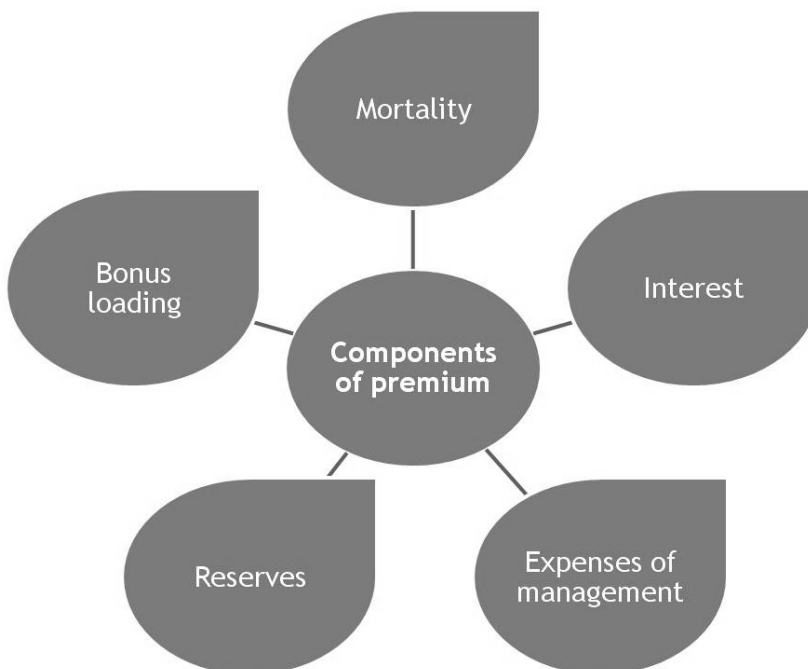 Mortality
Bonus
loading
Interest
Components
of premium
Reserves
Expenses of
management